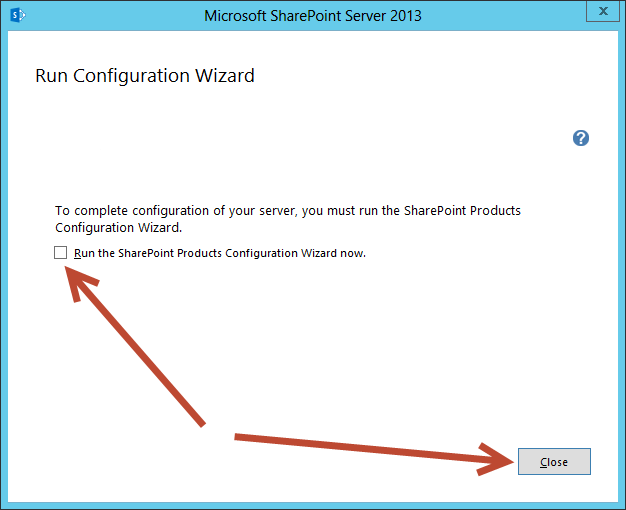 Microsoft SharePoint Server 2013
x
Run Configuration Wizard
?
To complete configuration of your server, you must run the SharePoint Products
Configuration Wizard.
Run the SharePoint Products Configuration Wizard now.
Close